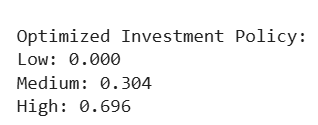 Optimized Investment Policy:
Low: 0.000
Medium: 0.304
High: 0.696